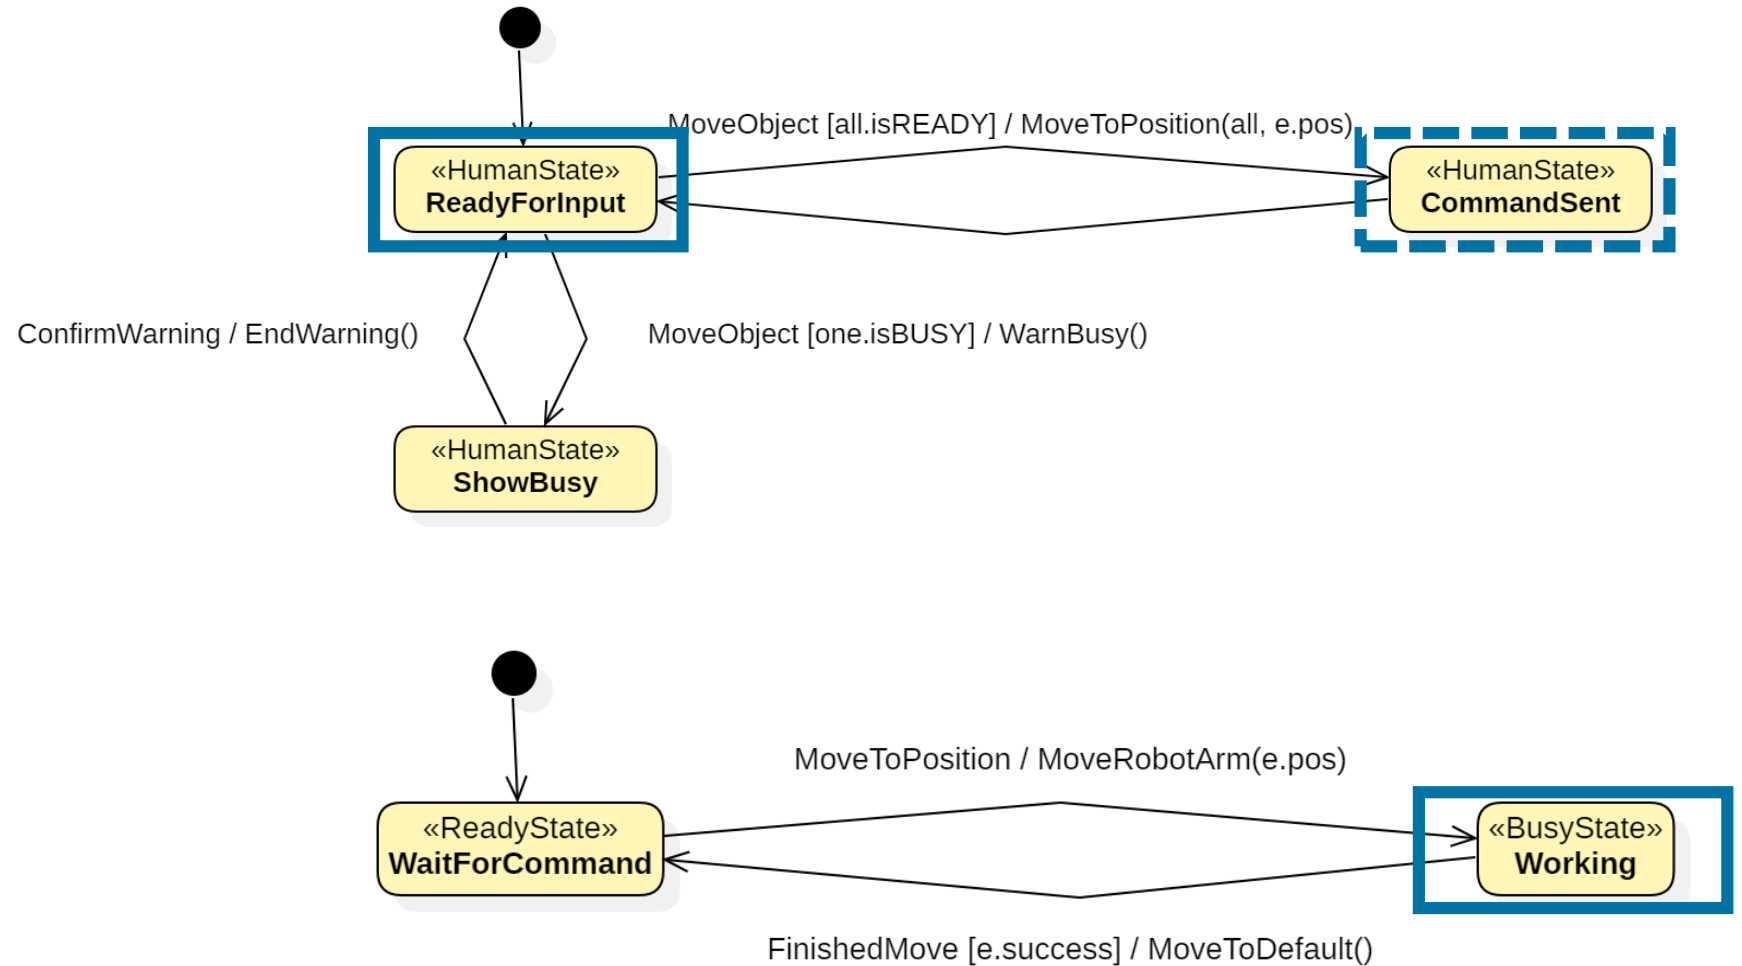 MoveObject [all.isREADY] / MoveToPosition(all, e.pos)
«HumanState»
ReadyForInput
«HumanState»
CommandSent
ConfirmWarning / EndWarning()
MoveObject [one.isBUSY] / WarnBusy()
«HumanState»
ShowBusy
MoveToPosition / MoveRobotArm(e.pos)
«ReadyState»
WaitForCommand
«BusyState»
Working
FinishedMove [e.success] / MoveToDefault()